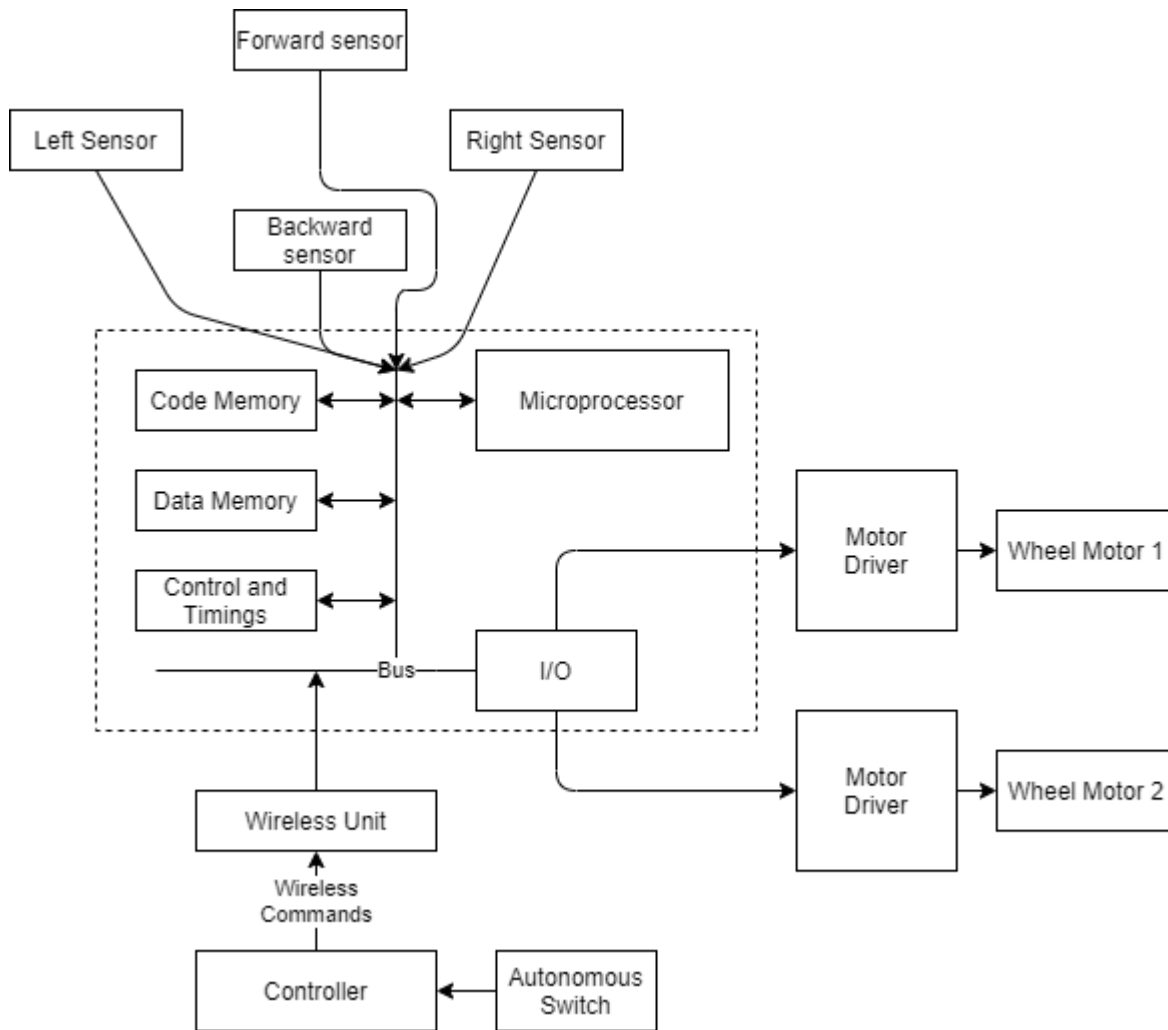 Forward sensor
Left Sensor
Right Sensor
Backward
sensor
Code Memory
Microprocessor
Data Memory
Motor
Driver
Wheel Motor 1
Control and
Timings
Bus
I/O
Motor
Driver
Wheel Motor 2
Wireless Unit
Wireless
Commands
Controller
Autonomous
Switch